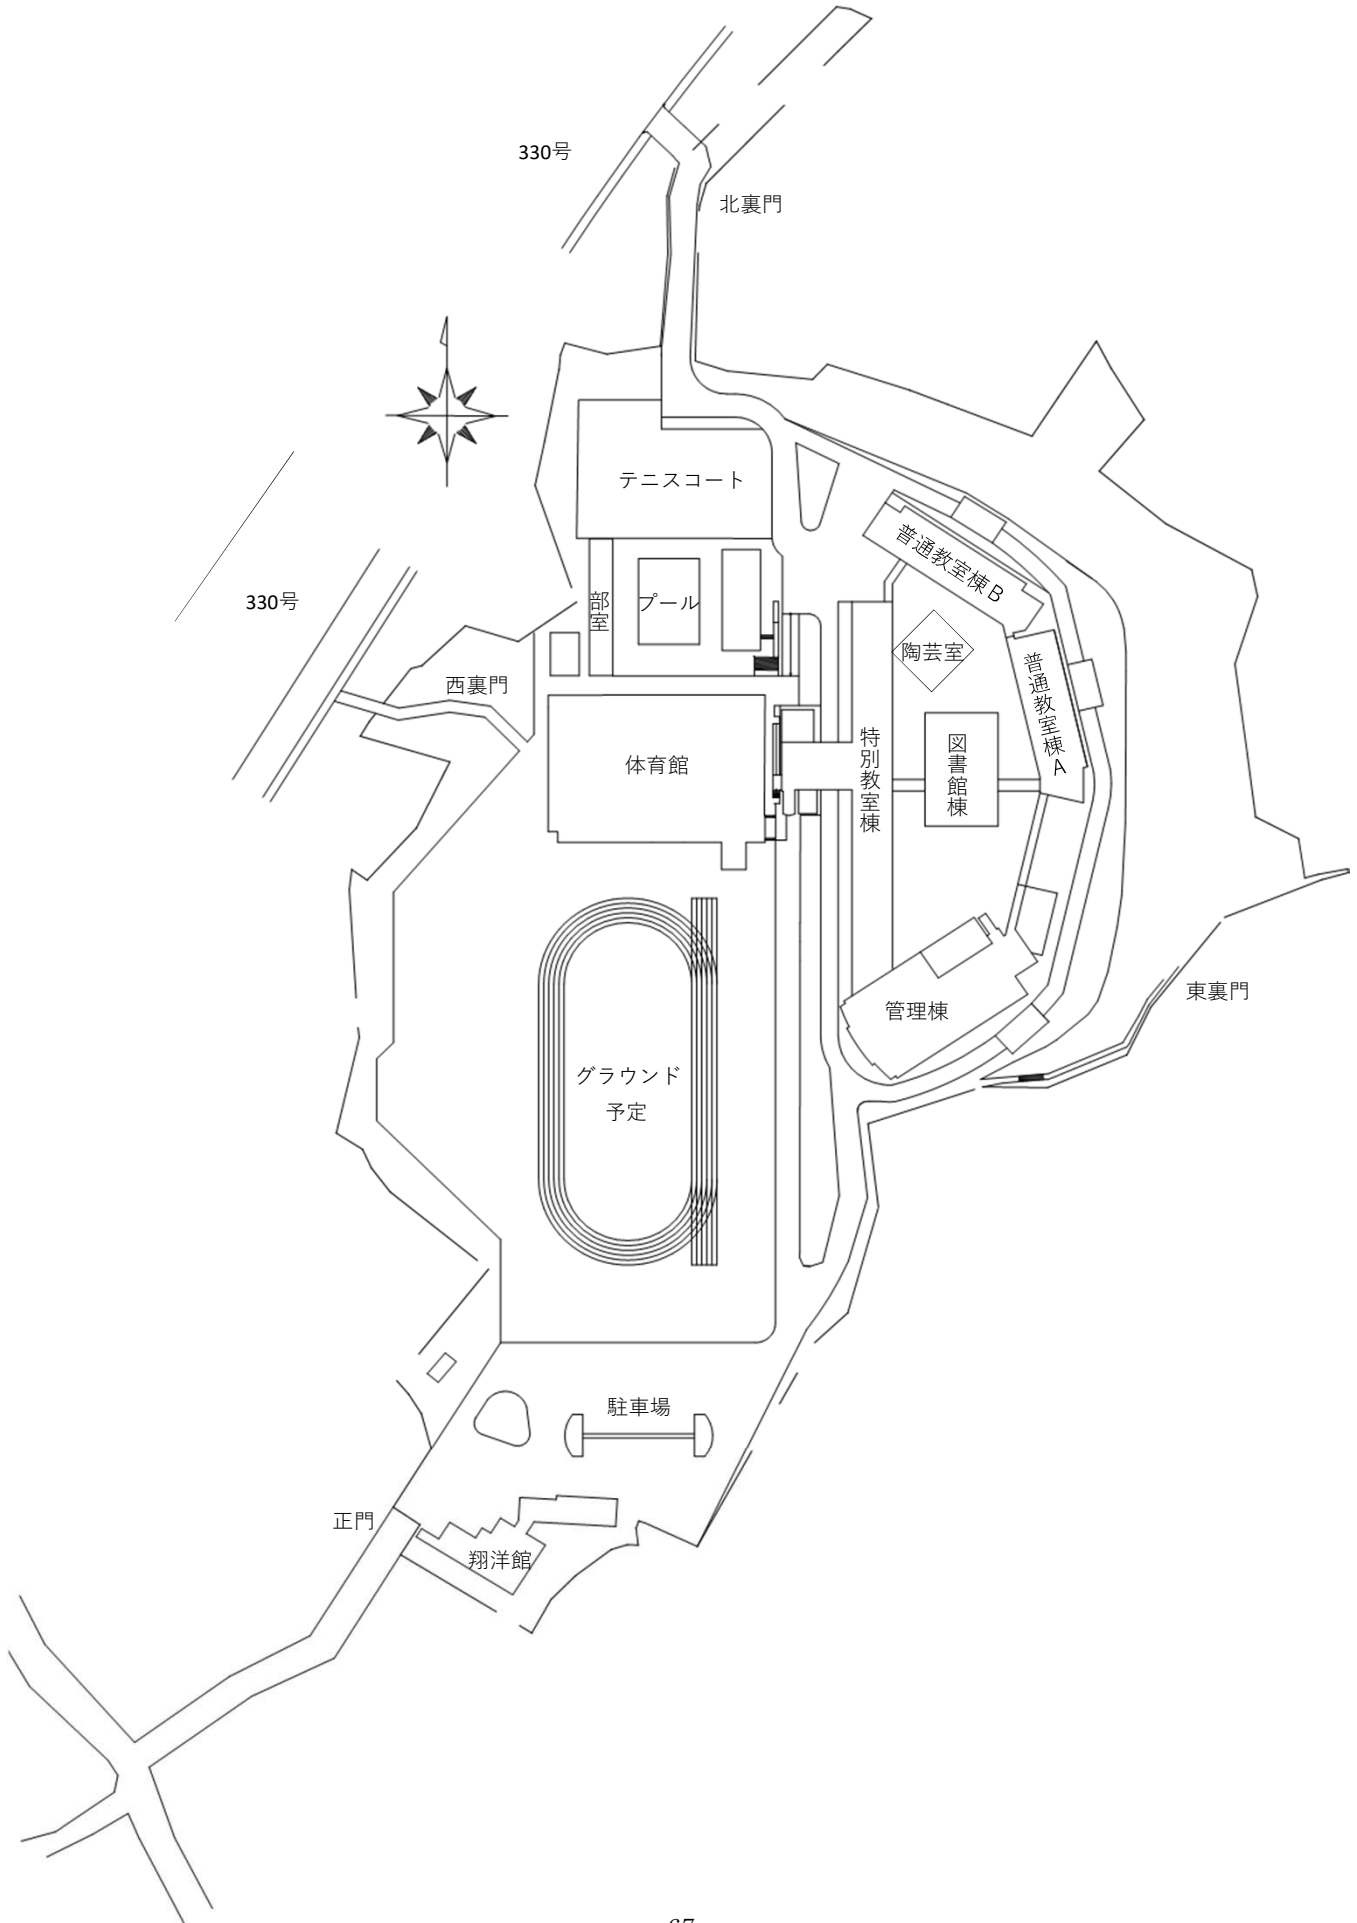 330号
北裏門
テニスコート
普通教室棟B
部室
プール
330号
陶芸室
普通教室棟A
西裏門
体育館
特別教室棟
図書館棟
東裏門
管理棟
グラウンド
予定
駐車場
正門
翔洋館